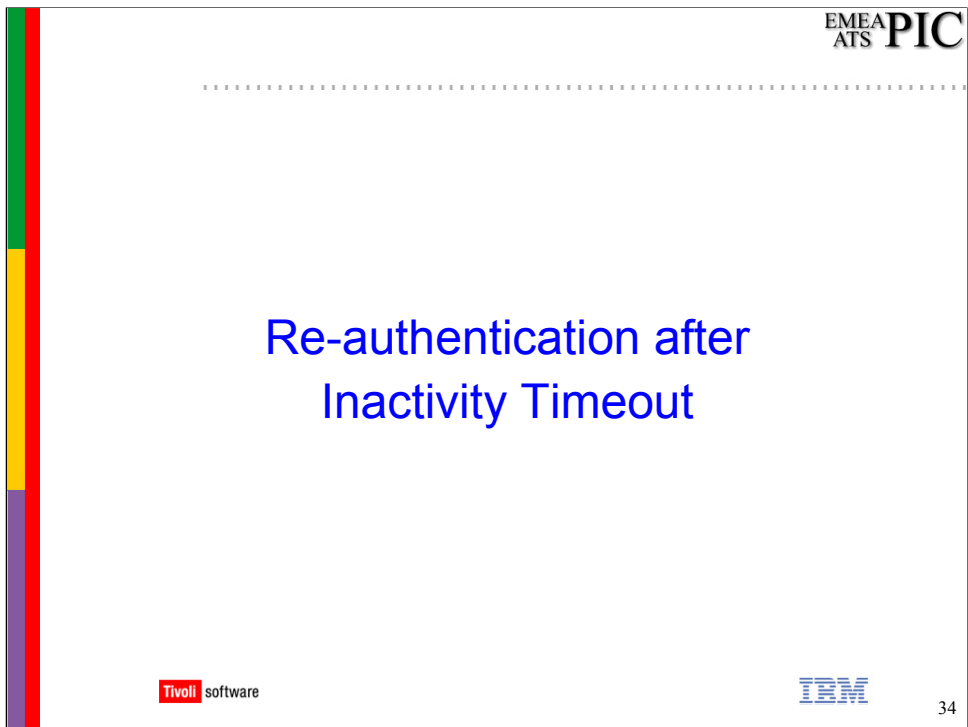 EMEA
ATS PIC
Re-authentication after
Inactivity Timeout
Tivoli software
IBM
34